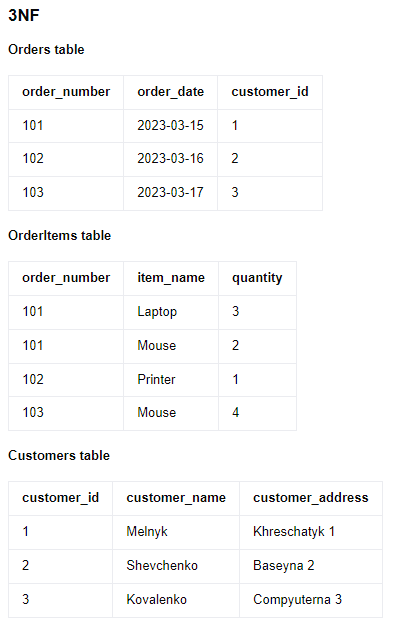 3NF
Orders table
order_number order_date customer_id
101 2023-03-15 1
102 2023-03-16 2
103 2023-03-17 3
OrderItems table
order_number item_name quantity
101 Laptop 3
101 Mouse 2
102 Printer 1
103 Mouse 4
Customers table
customer_id customer_name customer_address
1 Melnyk Khreschatyk 1
2 Shevchenko Baseyna 2
3 Kovalenko Compyuterna 3